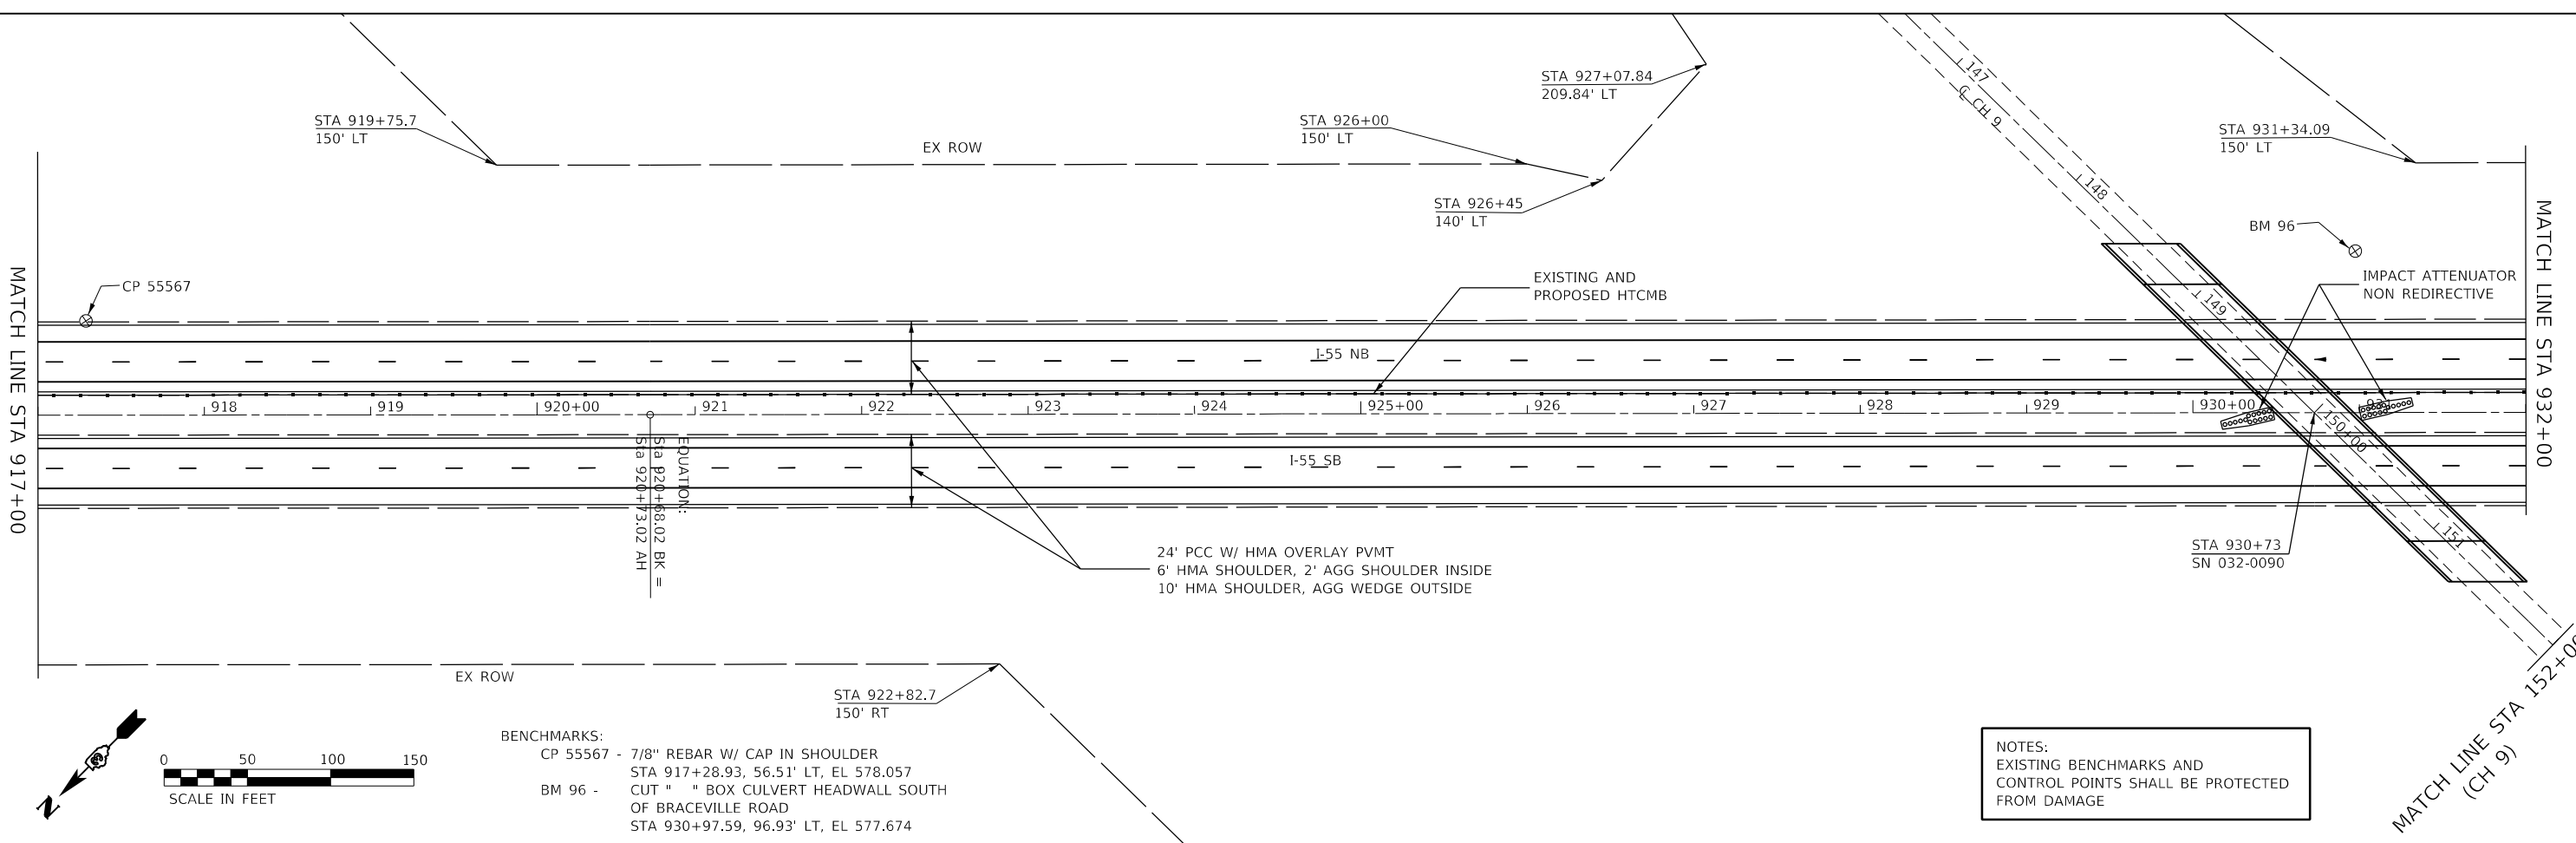 STA 919+75.7
150' LT
EX ROW
STA 926+00
150' LT
STA 927+07.84
209.84' LT
STA 926+45
140' LT
147
℄ CH 9
148
149
150+00
151
STA 931+34.09
150' LT
BM 96
IMPACT ATTENUATOR
NON REDIRECTIVE
MATCH LINE STA 917+00
MATCH LINE STA 932+00
CP 55567
EXISTING AND
PROPOSED HTCMB
I-55 NB
918
919
920+00
921
922
923
924
925+00
926
927
928
929
930+00
EQUATION:
Sta 920+68.02 BK =
Sta 920+73.02 AH
I-55 SB
24' PCC W/ HMA OVERLAY PVMT
6' HMA SHOULDER, 2' AGG SHOULDER INSIDE
10' HMA SHOULDER, AGG WEDGE OUTSIDE
STA 930+73
SN 032-0090
EX ROW
STA 922+82.7
150' RT
MATCH LINE STA 152+00
(CH 9)
N
0 50 100 150
SCALE IN FEET
BENCHMARKS:
CP 55567 - 7/8" REBAR W/ CAP IN SHOULDER
STA 917+28.93, 56.51' LT, EL 578.057
BM 96 - CUT " " BOX CULVERT HEADWALL SOUTH
OF BRACEVILLE ROAD
STA 930+97.59, 96.93' LT, EL 577.674
NOTES:
EXISTING BENCHMARKS AND
CONTROL POINTS SHALL BE PROTECTED
FROM DAMAGE